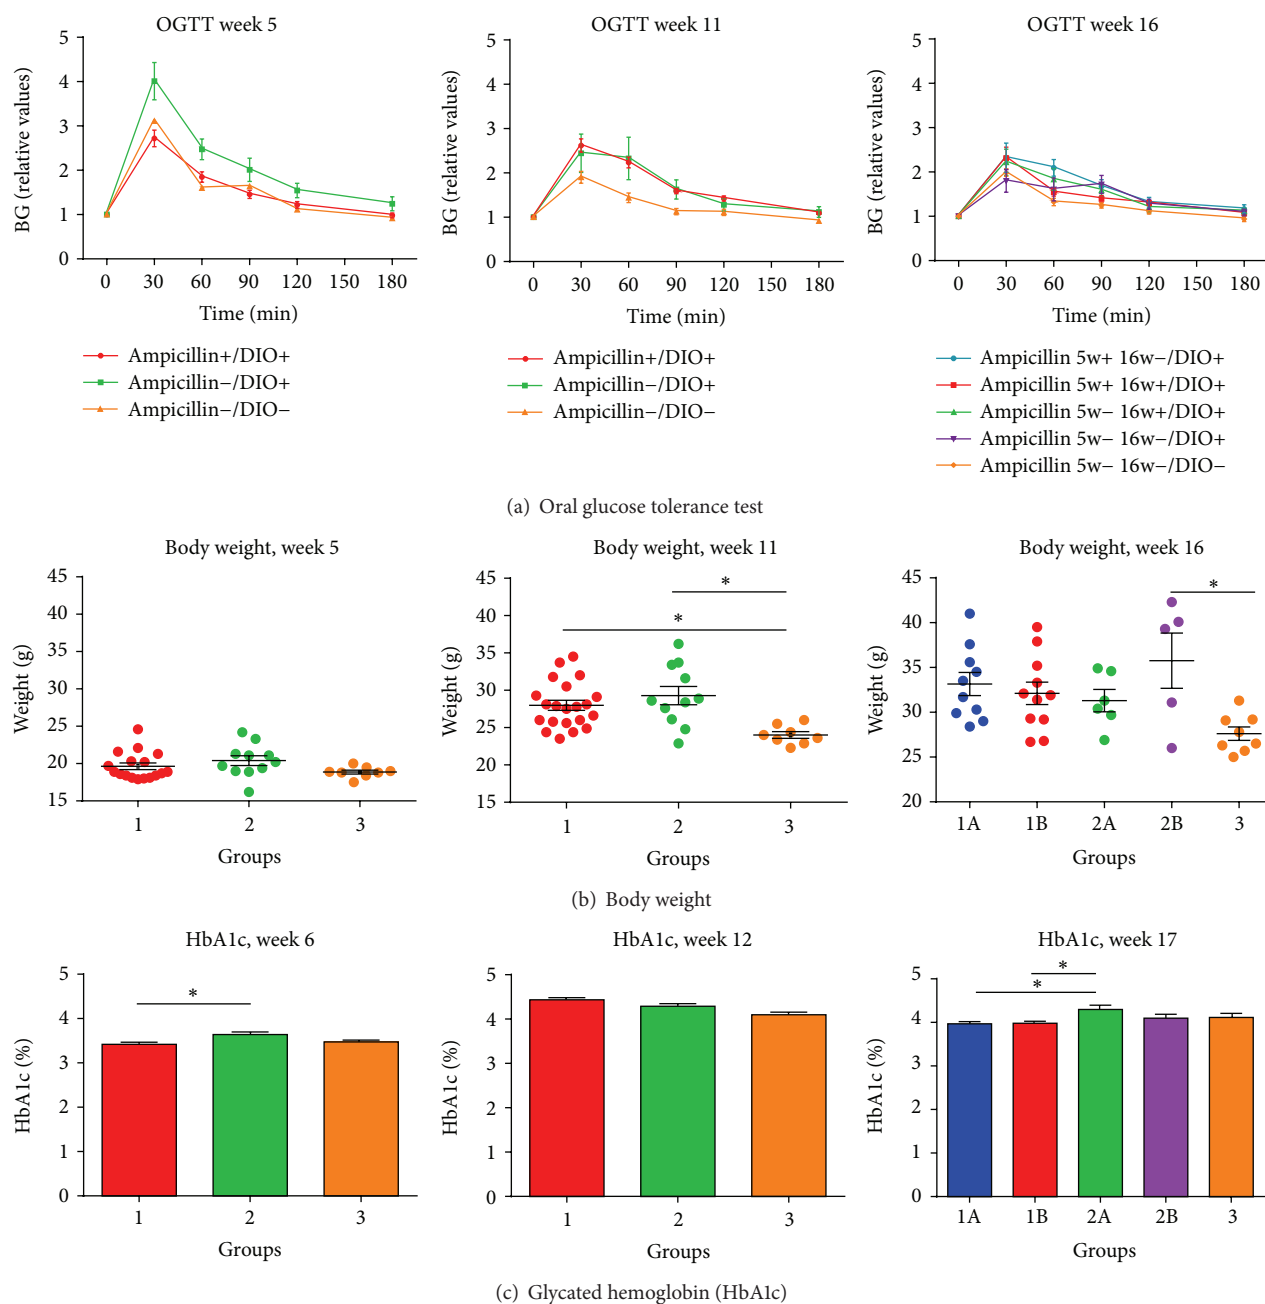 OGTT week 5
OGTT week 11
OGTT week 16
BG (relative values)
5
4
3
2
1
0
0 30 60 90 120 150 180
Time (min)
BG (relative values)
5
4
3
2
1
0
0 30 60 90 120 150 180
Time (min)
BG (relative values)
5
4
3
2
1
0
0 30 60 90 120 150 180
Time (min)
Ampicillin+/DIO+
Ampicillin−/DIO+
Ampicillin−/DIO−
Ampicillin+/DIO+
Ampicillin−/DIO+
Ampicillin−/DIO−
Ampicillin 5w+ 16w−/DIO+
Ampicillin 5w+ 16w+/DIO+
Ampicillin 5w− 16w+/DIO+
Ampicillin 5w− 16w−/DIO+
Ampicillin 5w− 16w−/DIO−
(a) Oral glucose tolerance test
Body weight, week 5
Weight (g)
45
40
35
30
25
20
15
1 2 3
Groups
Body weight, week 11
Weight (g)
45
40
35
30
25
20
15
*
*
1 2 3
Groups
Body weight, week 16
Weight (g)
45
40
35
30
25
20
*
1A 1B 2A 2B 3
Groups
(b) Body weight
HbA1c, week 6
HbA1c (%)
5
4
3
2
1
0
*
1 2 3
Groups
HbA1c, week 12
HbA1c (%)
5
4
3
2
1
0
1 2 3
Groups
HbA1c, week 17
HbA1c (%)
5
4
3
2
1
0
*
*
1A 1B 2A 2B 3
Groups
(c) Glycated hemoglobin (HbA1c)